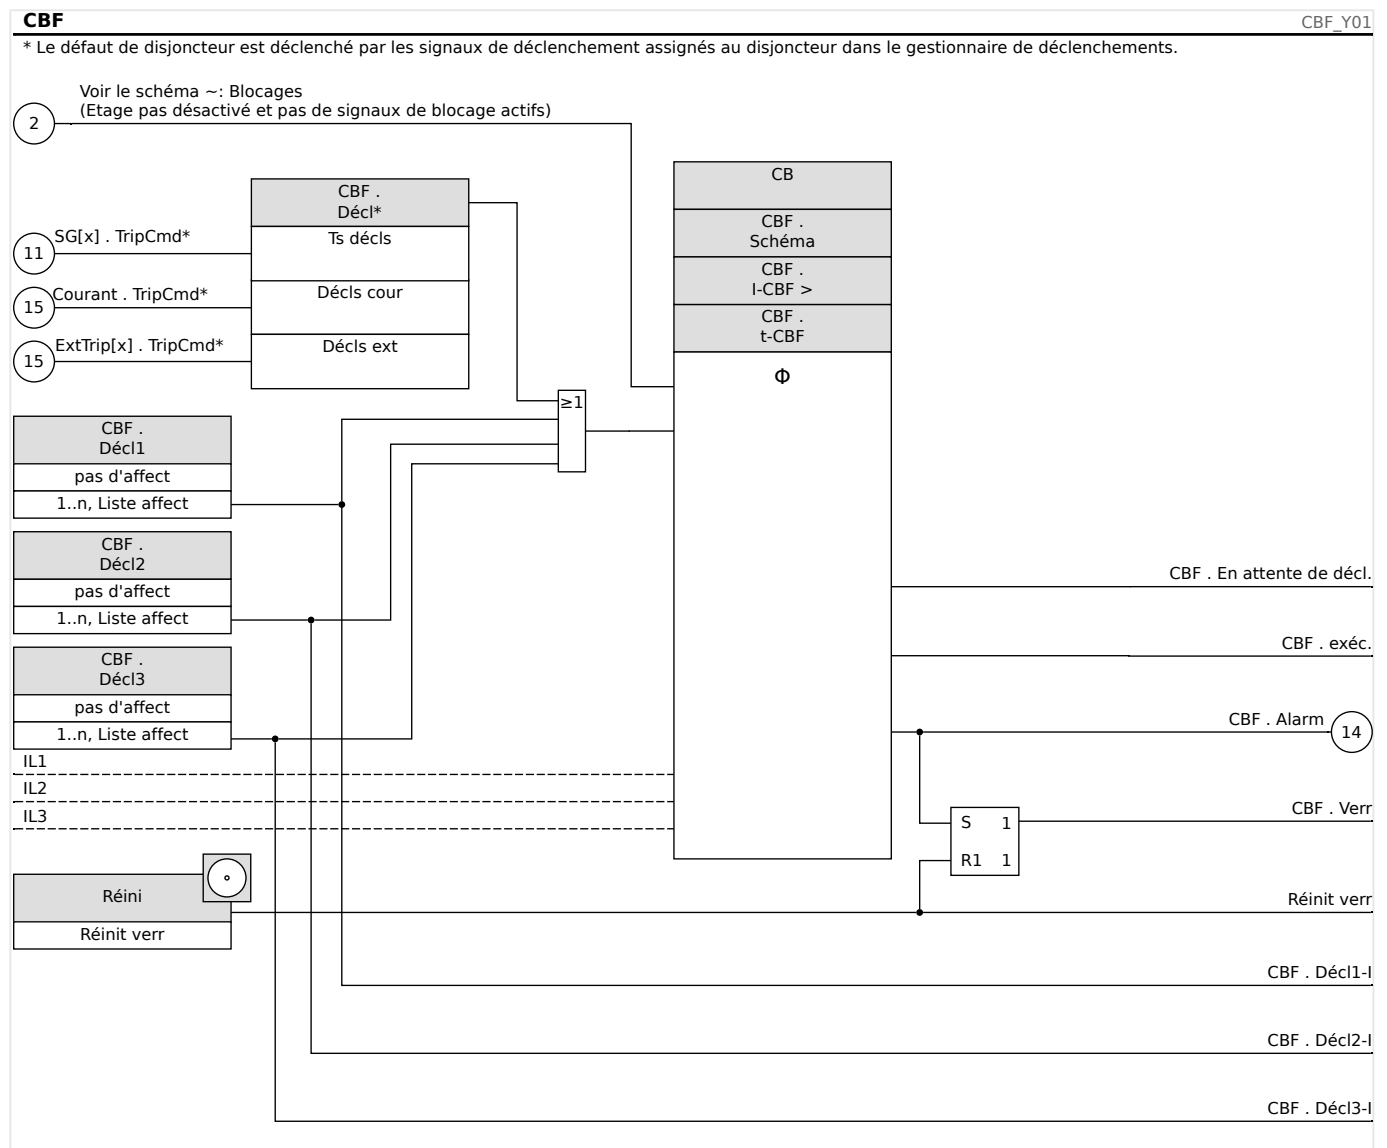 CBF
CBF_Y01
* Le défaut de disjoncteur est déclenché par les signaux de déclenchement assignés au disjoncteur dans le gestionnaire de déclenchements.
Voir le schéma ~: Blocages
(Etage pas désactivé et pas de signaux de blocage actifs)
2
CBF .
Décl*
Ts décls
Décls cour
Décls ext
11
SG[x] . TripCmd*
15
Courant . TripCmd*
15
ExtTrip[x] . TripCmd*
CB
CBF .
Schéma
CBF .
I-CBF >
CBF .
t-CBF
Φ
≥1
CBF .
Décl1
pas d'affect
1..n, Liste affect
CBF .
Décl2
pas d'affect
1..n, Liste affect
CBF .
Décl3
pas d'affect
1..n, Liste affect
IL1
IL2
IL3
CBF . En attente de décl.
CBF . exéc.
CBF . Alarm
14
S 1
R1 1
CBF . Verr
Réini
Réinit verr
Réinit verr
CBF . Décl1-I
CBF . Décl2-I
CBF . Décl3-I